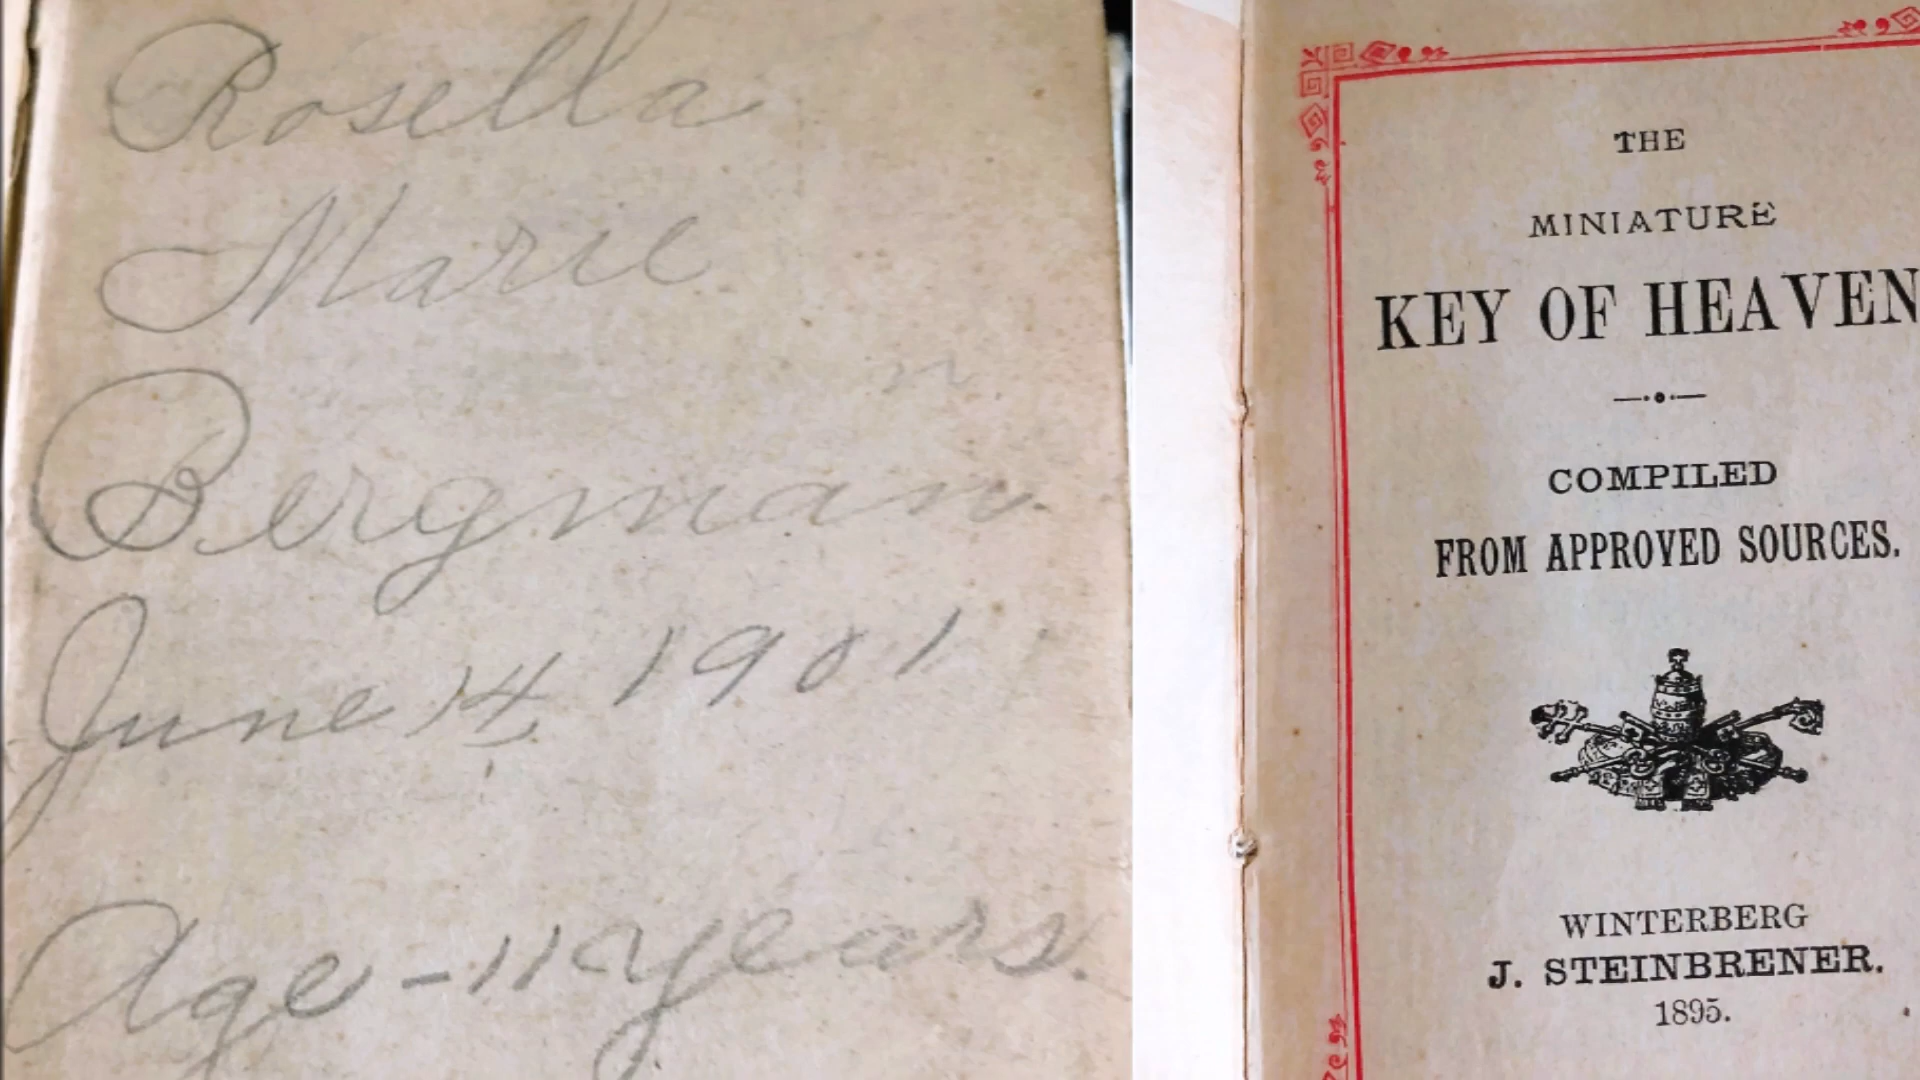 Rosella
Marie
n
Bergman.
June 14, 1901
Age - 11 years.
THE
MINIATURE
KEY OF HEAVEN
COMPILED
FROM APPROVED SOURCES.
WINTERBERG
J. STEINBRENER.
1895.